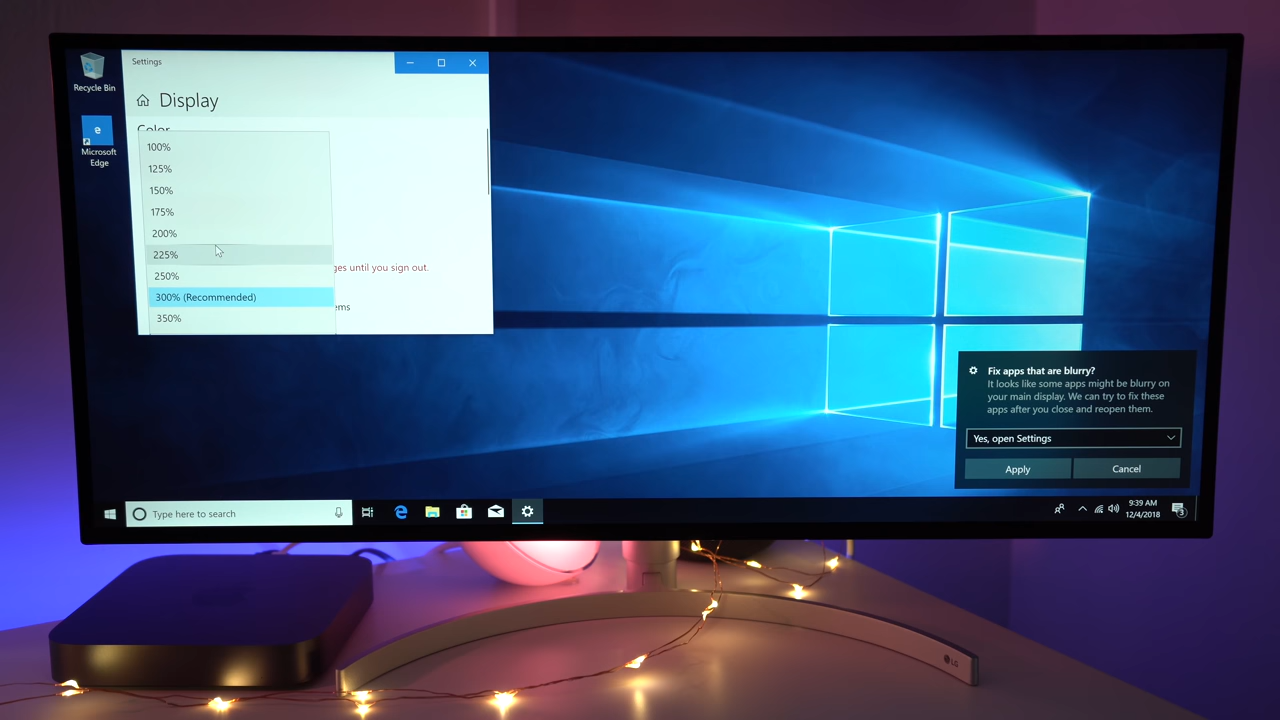 Recycle Bin
Microsoft
Edge
Settings
Display
Color
100%
125%
150%
175%
200%
225%
250%
300% (Recommended)
350%
ges until you sign out.
ems
Fix apps that are blurry?
It looks like some apps might be blurry on
your main display. We can try to fix these
apps after you close and reopen them.
Yes, open Settings
Apply
Cancel
Type here to search
9:39 AM
12/4/2018
3
LG